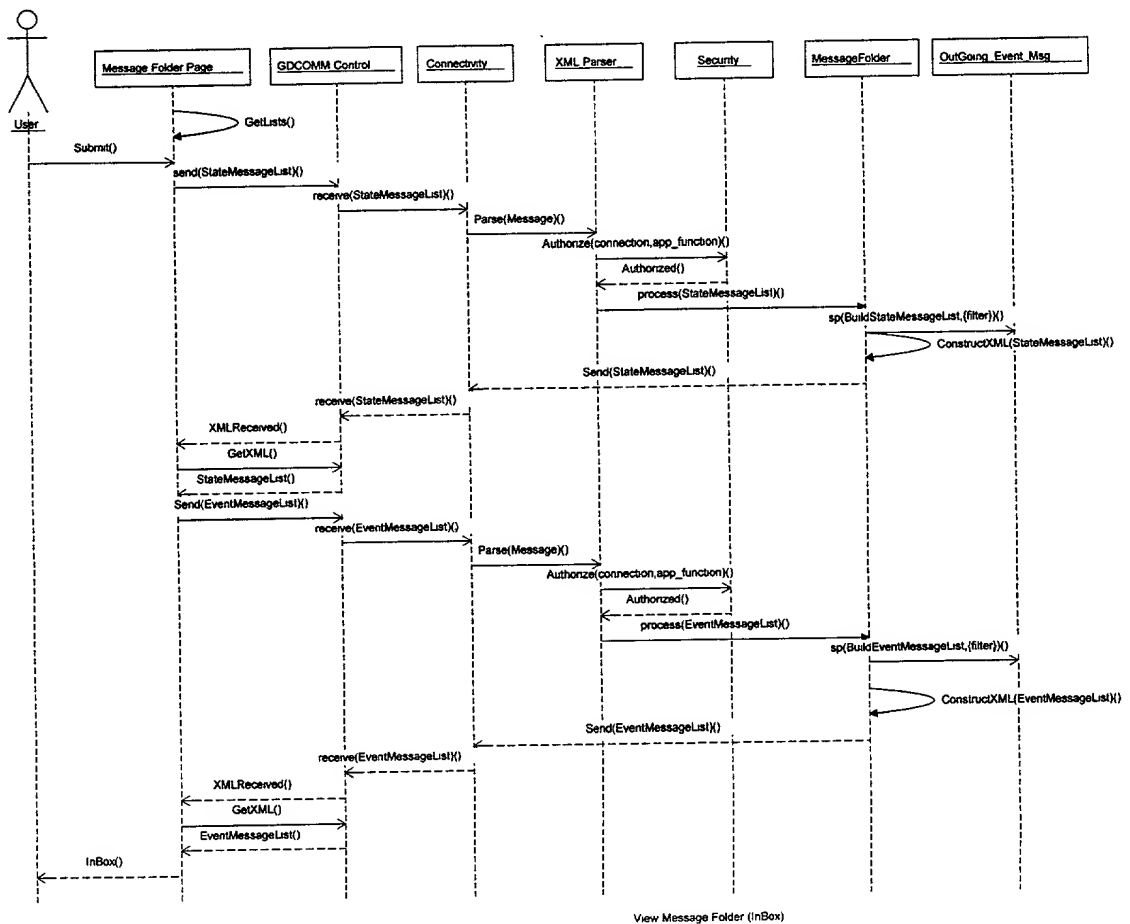 Message Folder Page
GDCOMM Control
Connectivity
XML Parser
Security
MessageFolder
OutGoing_Event_Msg
User
GetLists()
Submit()
send(StateMessageList)()
receive(StateMessageList)()
Parse(Message)()
Authorize(connection,app_function)()
Authorized()
process(StateMessageList)()
sp(BuildStateMessageList,{filter})()
ConstructXML(StateMessageList)()
Send(StateMessageList)()
receive(StateMessageList)()
XMLReceived()
GetXML()
StateMessageList()
Send(EventMessageList)()
receive(EventMessageList)()
Parse(Message)()
Authorize(connection,app_function)()
Authorized()
process(EventMessageList)()
sp(BuildEventMessageList,{filter})()
ConstructXML(EventMessageList)()
Send(EventMessageList)()
receive(EventMessageList)()
XMLReceived()
GetXML()
EventMessageList()
InBox()
View Message Folder (InBox)